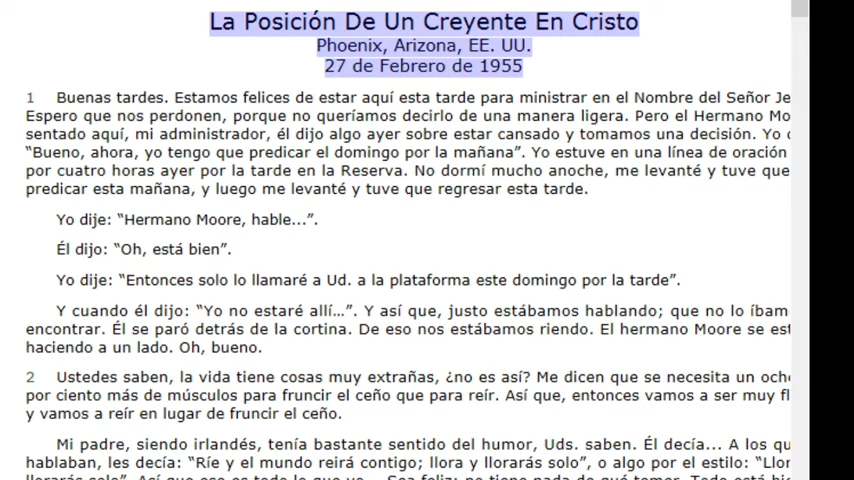 La Posición De Un Creyente En Cristo
Phoenix, Arizona, EE. UU.
27 de Febrero de 1955
1 Buenas tardes. Estamos felices de estar aquí esta tarde para ministrar en el Nombre del Señor Je
Espero que nos perdonen, porque no queríamos decirlo de una manera ligera. Pero el Hermano Mo
sentado aquí, mi administrador, él dijo algo ayer sobre estar cansado y tomamos una decisión. Yo
“Bueno, ahora, yo tengo que predicar el domingo por la mañana”. Yo estuve en una línea de oración
por cuatro horas ayer por la tarde en la Reserva. No dormí mucho anoche, me levanté y tuve que
predicar esta mañana, y luego me levanté y tuve que regresar esta tarde.
Yo dije: “Hermano Moore, hable...”.
Él dijo: “Oh, está bien”.
Yo dije: “Entonces solo lo llamaré a Ud. a la plataforma este domingo por la tarde”.
Y cuando él dijo: “Yo no estaré allí...”. Y así que, justo estábamos hablando; que no lo íbam
encontrar. Él se paró detrás de la cortina. De eso nos estábamos riendo. El hermano Moore se est
haciendo a un lado. Oh, bueno.
2 Ustedes saben, la vida tiene cosas muy extrañas, ¿no es así? Me dicen que se necesita un och
por ciento más de músculos para fruncir el ceño que para reír. Así que, entonces vamos a ser muy fl
y vamos a reír en lugar de fruncir el ceño.
Mi padre, siendo irlandés, tenía bastante sentido del humor, Uds. saben. Él decía... A los qu
hablaban, les decía: “Ríe y el mundo reirá contigo; llora y llorarás solo”, o algo por el estilo: “Llor